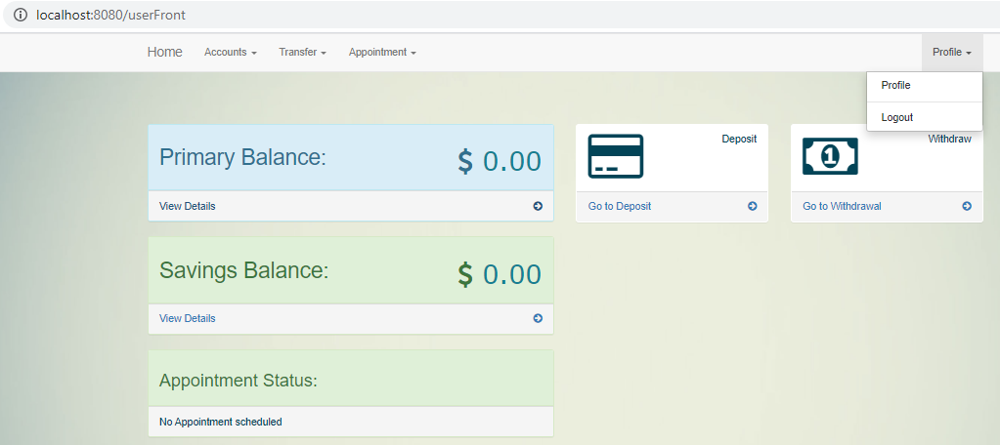 localhost:8080/userFront
Home Accounts Transfer Appointment Profile
Profile
Logout
Primary Balance: $ 0.00
View Details
Deposit
Go to Deposit
1
Withdraw
Go to Withdrawal
Savings Balance: $ 0.00
View Details
Appointment Status:
No Appointment scheduled